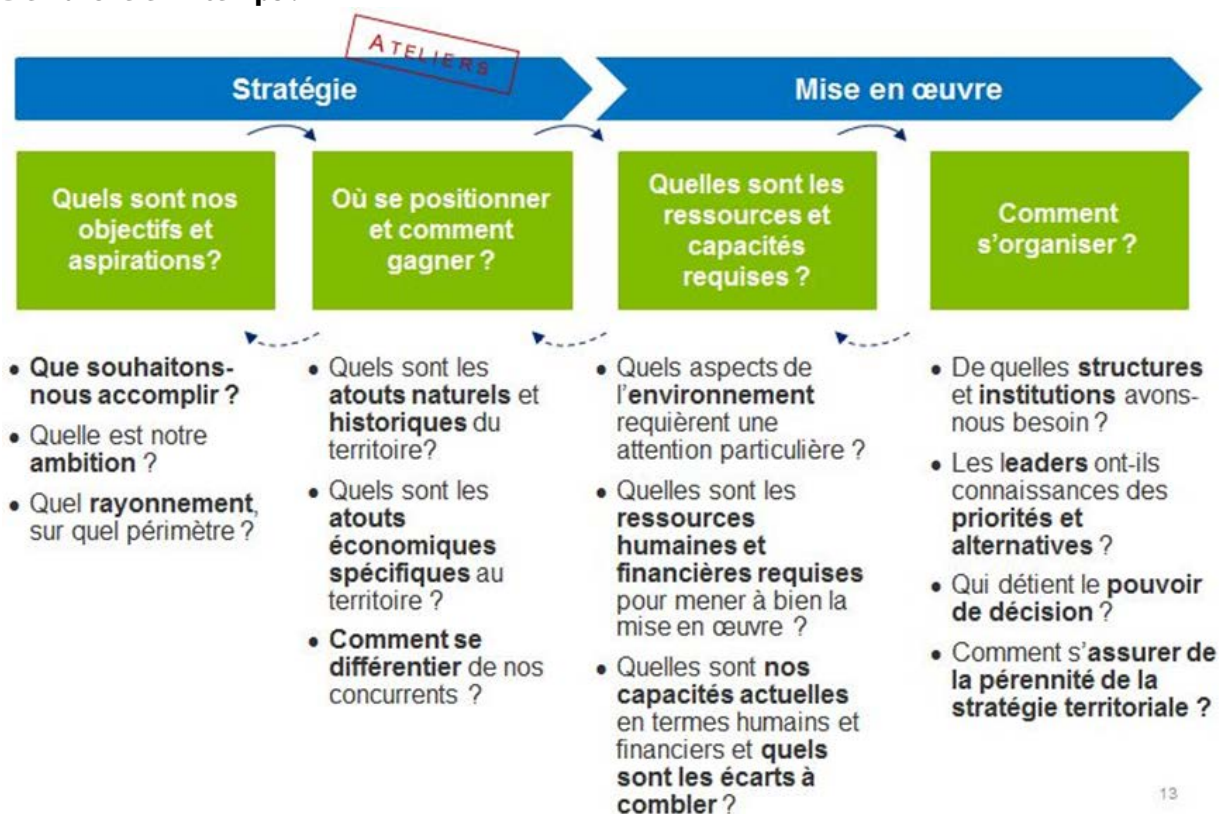 ATELIERS
Stratégie
Mise en œuvre
Quels sont nos
objectifs et
aspirations?
Où se positionner
et comment
gagner ?
Quelles sont les
ressources et
capacités
requises ?
Comment
s'organiser ?
• Que souhaitons-
nous accomplir ?
• Quelle est notre
ambition ?
• Quel rayonnement,
sur quel périmètre ?
• Quels sont les
atouts naturels et
historiques du
territoire?
• Quels sont les
atouts
économiques
spécifiques au
territoire ?
• Comment se
différentier de nos
concurrents ?
• Quels aspects de
l'environnement
requièrent une
attention particulière ?
• Quelles sont les
ressources
humaines et
financières requises
pour mener à bien la
mise en œuvre ?
• Quelles sont nos
capacités actuelles
en termes humains et
financiers et quels
sont les écarts à
combler ?
• De quelles structures
et institutions avons-
nous besoin ?
• Les leaders ont-ils
connaissances des
priorités et
alternatives ?
• Qui détient le pouvoir
de décision ?
• Comment s'assurer de
la pérennité de la
stratégie territoriale ?
13